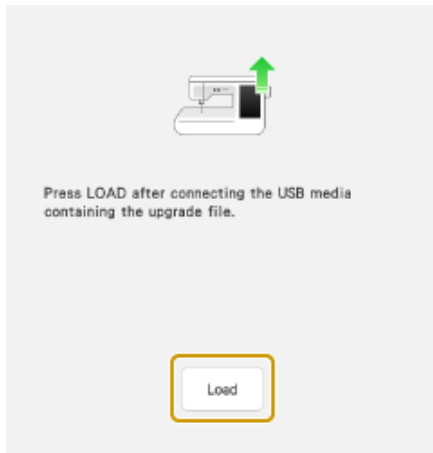 Press LOAD after connecting the USB media
containing the upgrade file.
Load